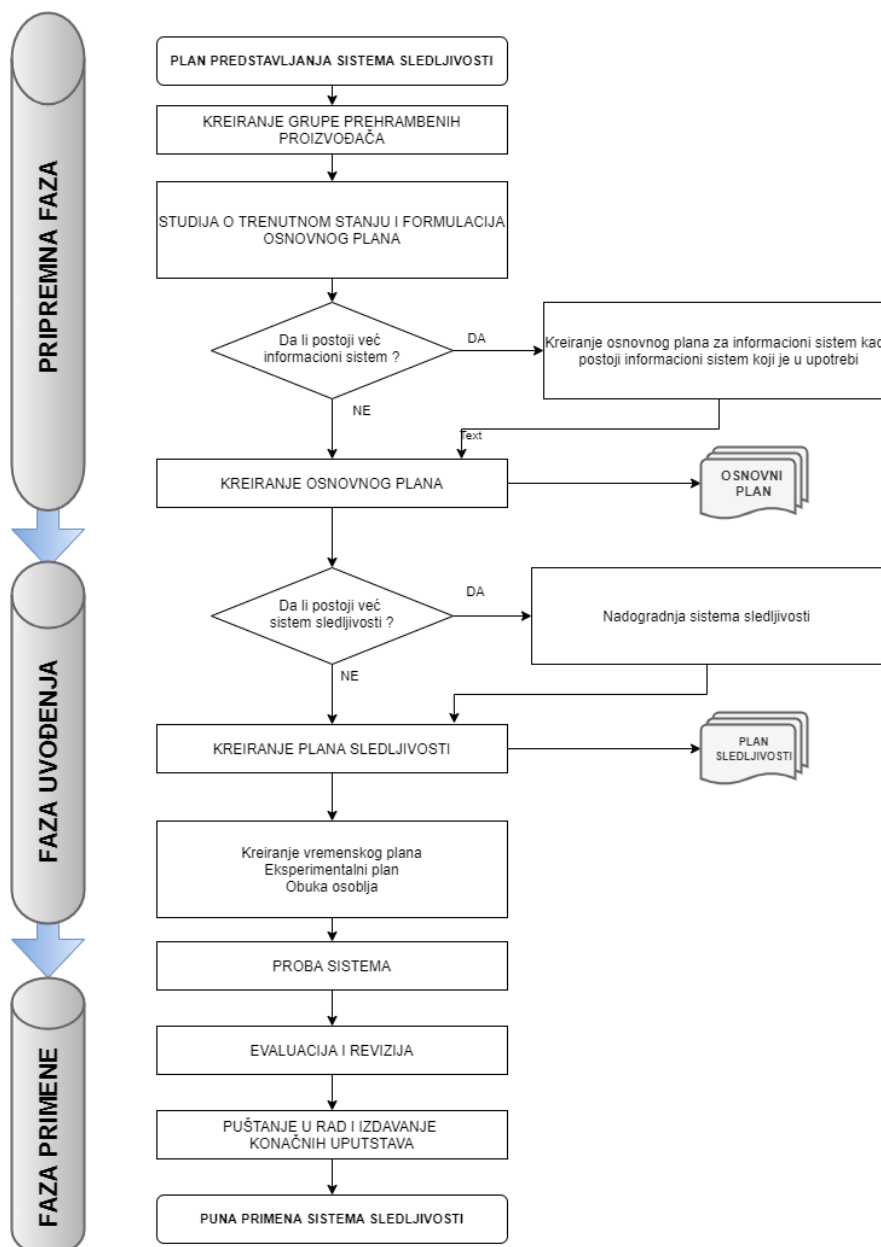 PLAN PREDSTAVLJANJA SISTEMA SLEDLJIVOSTI
KREIRANJE GRUPE PREHRAMBENIH
PROIZVOĐAČA
STUDIJA O TRENUTNOM STANJU I FORMULACIJA
OSNOVNOG PLANA
PRIPREMNA FAZA
Da li postoji već
informacioni sistem ?
DA
Kreiranje osnovnog plana za informacioni sistem kad
postoji informacioni sistem koji je u upotrebi
NE
Text
KREIRANJE OSNOVNOG PLANA
OSNOVNI
PLAN
Da li postoji već
sistem sledljivosti ?
DA
Nadogradnja sistema sledljivosti
NE
FAZA UVOĐENJA
KREIRANJE PLANA SLEDLJIVOSTI
PLAN
SLEDLJIVOSTI
Kreiranje vremenskog plana
Eksperimentalni plan
Obuka osoblja
PROBA SISTEMA
EVALUACIJA I REVIZIJA
FAZA PRIMENE
PUŠTANJE U RAD I IZDAVANJE
KONAČNIH UPUTSTAVA
PUNA PRIMENA SISTEMA SLEDLJIVOSTI